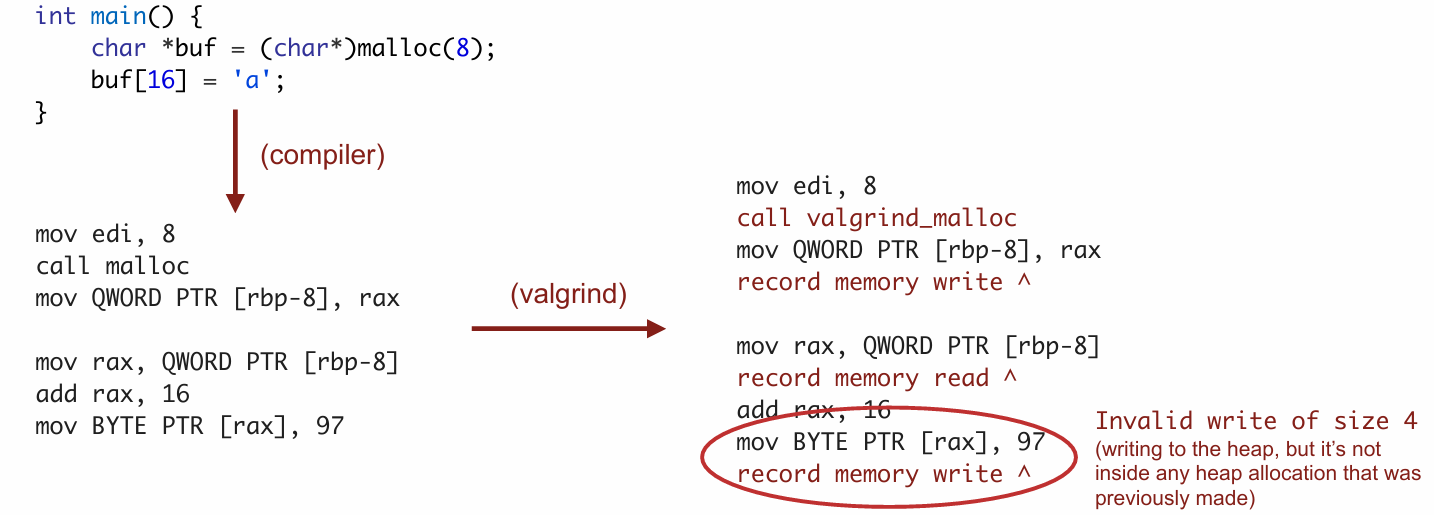 int main() {
    char *buf = (char*)malloc(8);
    buf[16] = 'a';
}
(compiler)
mov edi, 8
call malloc
mov QWORD PTR [rbp-8], rax
mov rax, QWORD PTR [rbp-8]
add rax, 16
mov BYTE PTR [rax], 97
(valgrind)
mov edi, 8
call valgrind_malloc
mov QWORD PTR [rbp-8], rax
record memory write ^
mov rax, QWORD PTR [rbp-8]
record memory read ^
add rax, 16
mov BYTE PTR [rax], 97
record memory write ^
Invalid write of size 4
(writing to the heap, but it’s not
inside any heap allocation that was
previously made)